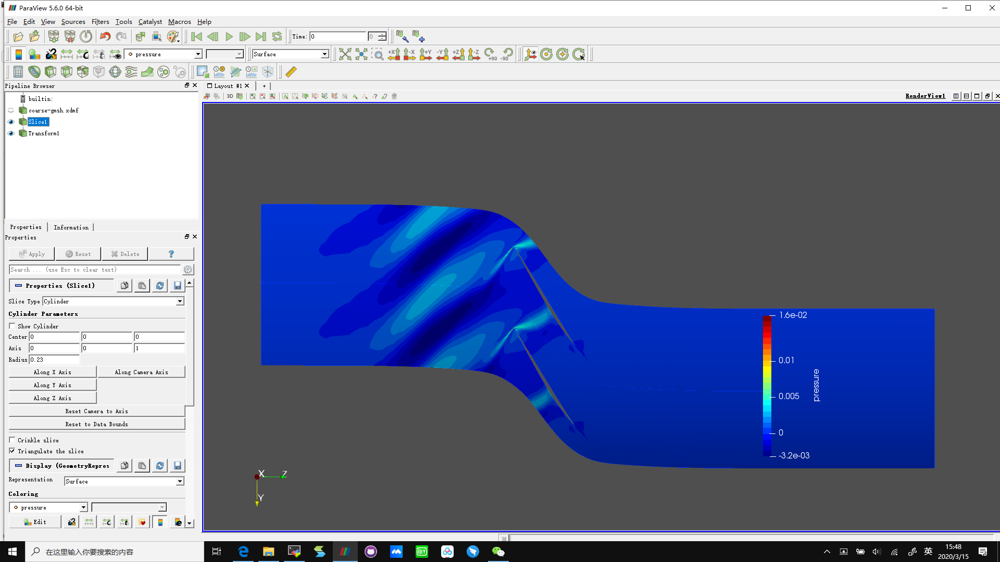 ParaView 5.6.0 64-bit
File Edit View Sources Filters Tools Catalyst Macros Help
Time: 0 0
pressure Surface +X -X +Y -Y +Z -Z +90 -90
Pipeline Browser
Layout #1 +
builtin:
3D RenderView1
coarse-gmsh.xdmf
Slice1
Transform1
Properties Information
Properties
Apply Reset Delete ?
Search ... (use Esc to clear text)
Properties (Slice1)
Slice Type Cylinder
Cylinder Parameters
Show Cylinder
Center 0 0 0
Axis 0 0 1
Radius 0.23
Along X Axis Along Camera Axis
Along Y Axis
Along Z Axis
Reset Camera to Axis
Reset to Data Bounds
Crinkle slice
Triangulate the slice
Display (GeometryRepres
Representation Surface
Coloring
pressure
Edit
1.6e-02
0.01
0.005
0
-3.2e-03
pressure
X Z
Y
在这里输入你要搜索的内容
QIY
英
15:48
2020/3/15